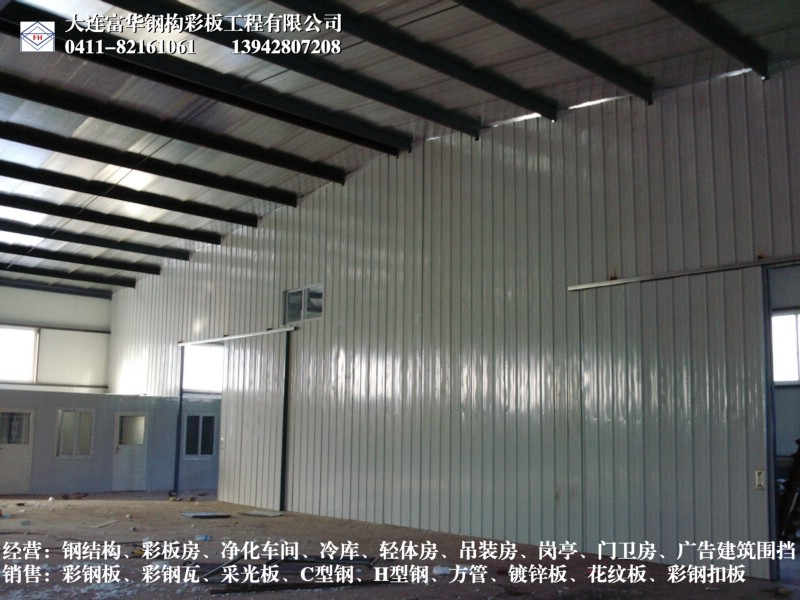 FH
大连富华钢构彩板工程有限公司
0411-82161061 13942807208
经营：钢结构、彩板房、净化车间、冷库、轻体房、吊装房、岗亭、门卫房、广告建筑围挡
销售：彩钢板、彩钢瓦、采光板、C型钢、H型钢、方管、镀锌板、花纹板、彩钢扣板